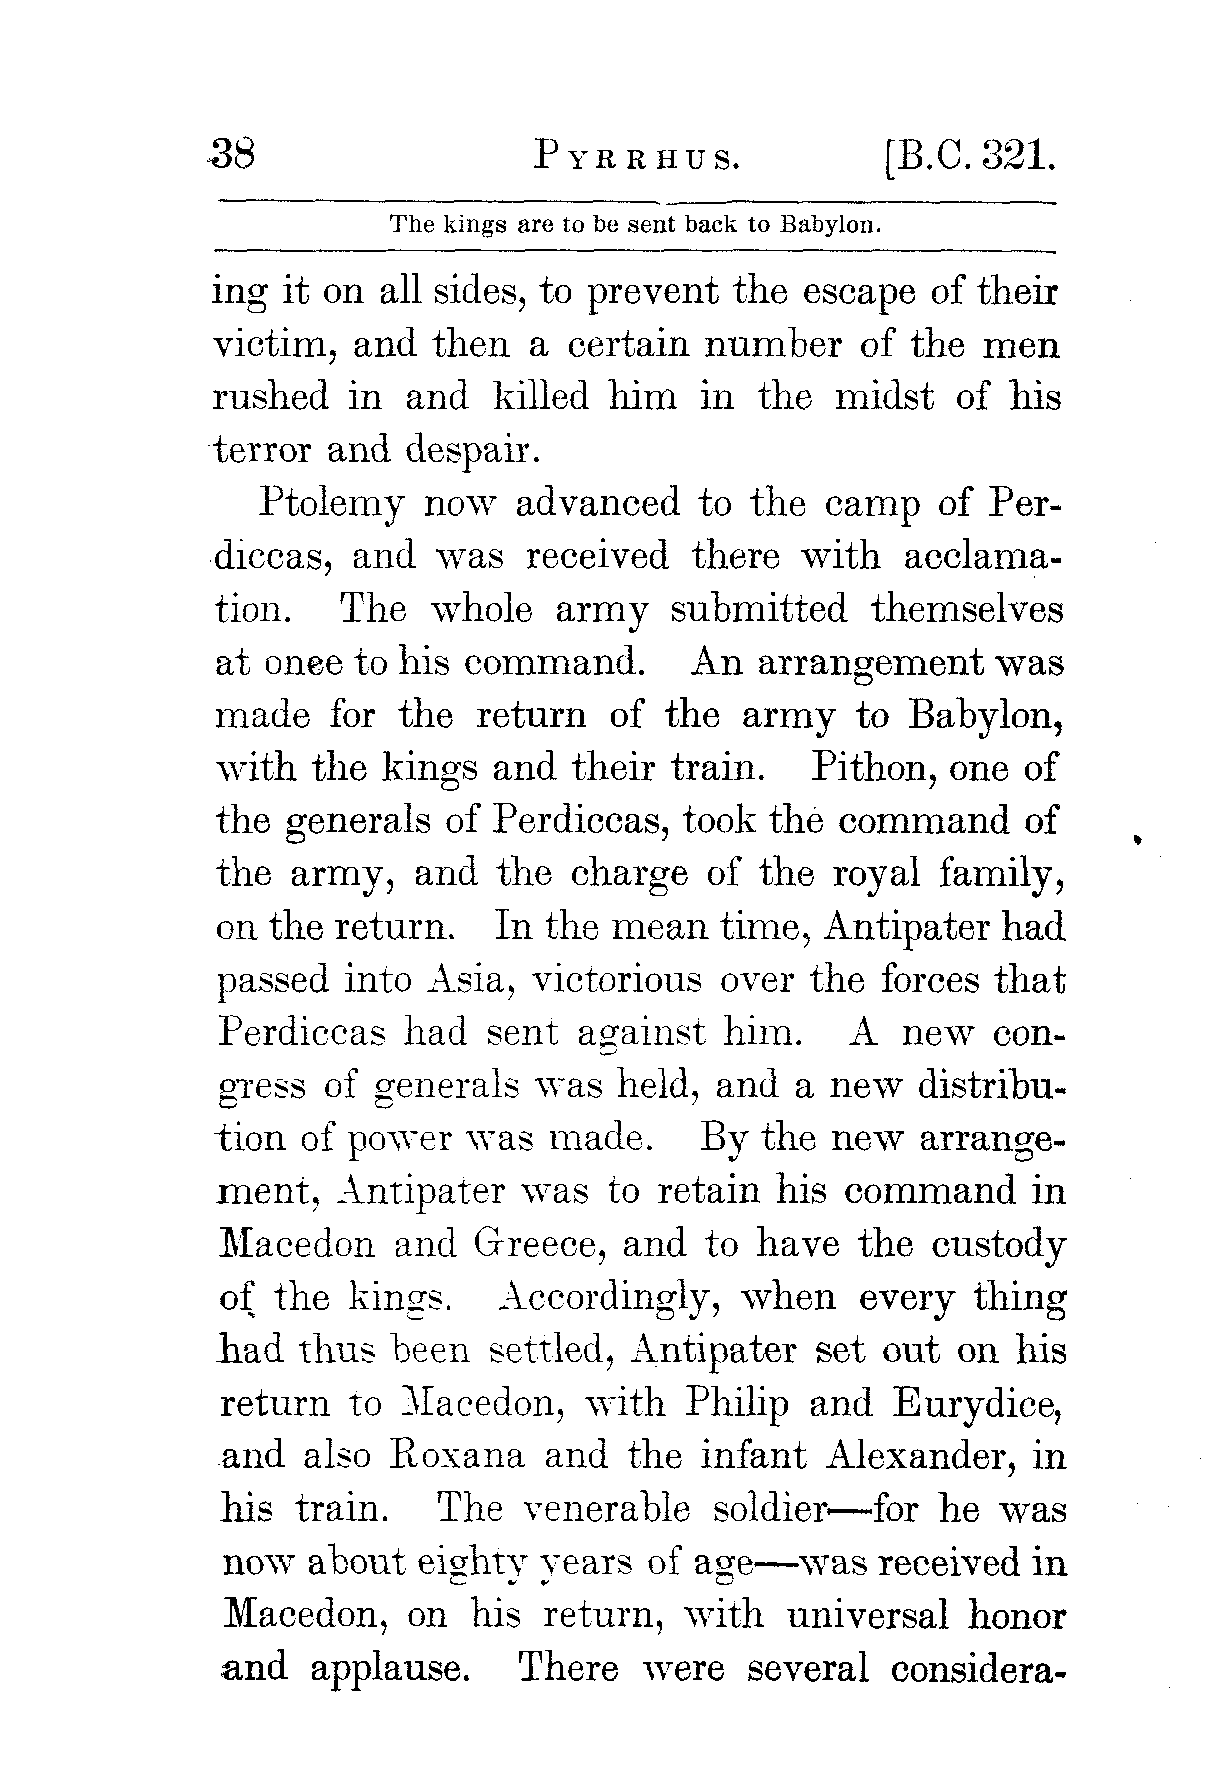 38 PYRRHUS. [B.C. 321.
The kings are to be sent back to Babylon.
ing it on all sides, to prevent the escape of their
victim, and then a certain number of the men
rushed in and killed him in the midst of his
terror and despair.
Ptolemy now advanced to the camp of Per-
diccas, and was received there with acclama-
tion. The whole army submitted themselves
at once to his command. An arrangement was
made for the return of the army to Babylon,
with the kings and their train. Pithon, one of
the generals of Perdiccas, took the command of
the army, and the charge of the royal family,
on the return. In the mean time, Antipater had
passed into Asia, victorious over the forces that
Perdiccas had sent against him. A new con-
gress of generals was held, and a new distribu-
tion of power was made. By the new arrange-
ment, Antipater was to retain his command in
Macedon and Greece, and to have the custody
of the kings. Accordingly, when every thing
had thus been settled, Antipater set out on his
return to Macedon, with Philip and Eurydice,
and also Roxana and the infant Alexander, in
his train. The venerable soldier—for he was
now about eighty years of age—was received in
Macedon, on his return, with universal honor
and applause. There were several considera-